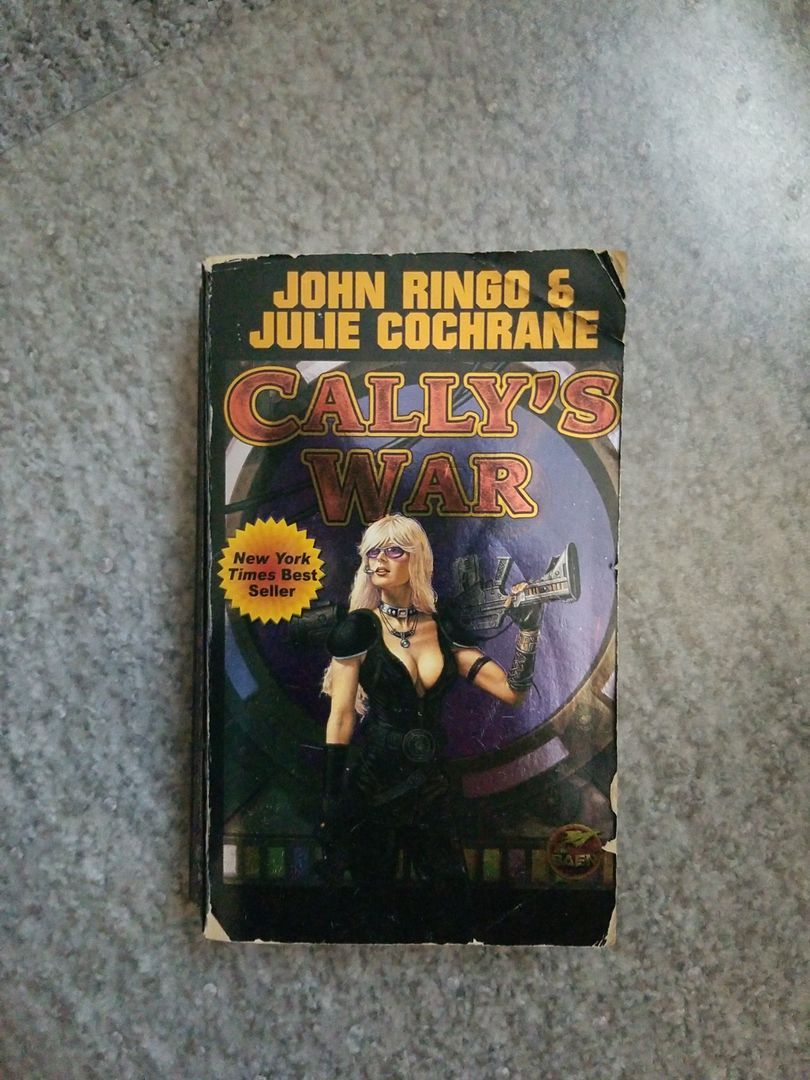 JOHN RINGO &
JULIE COCHRANE
CALLY'S
WAR
New York
Times Best
Seller
BAEN